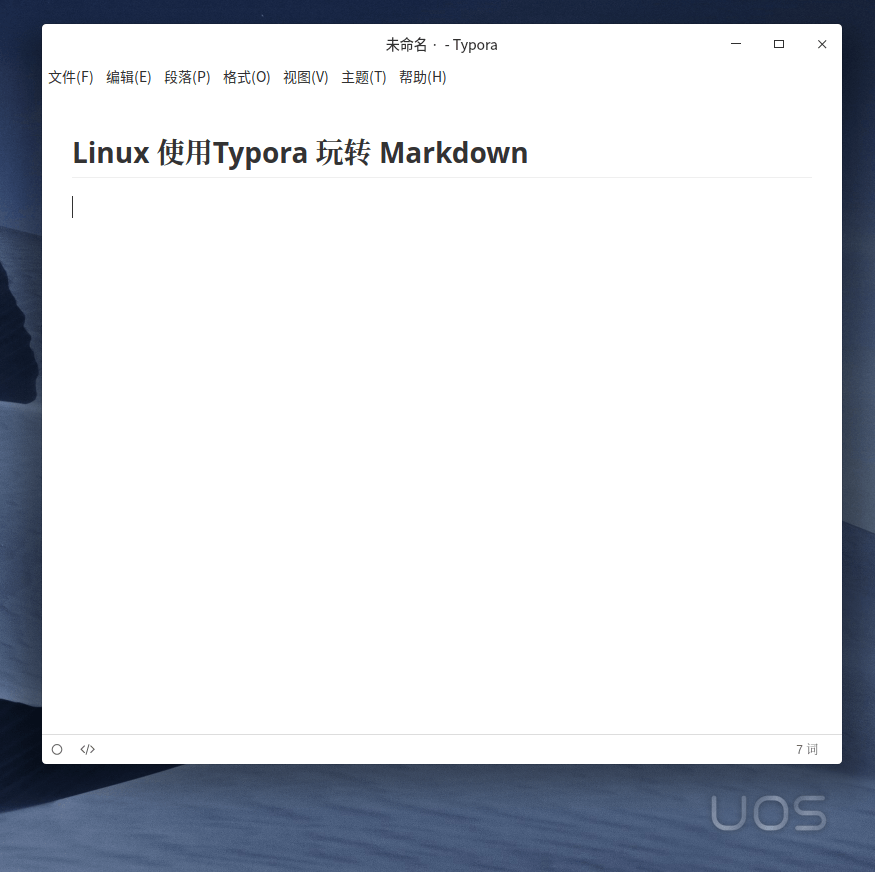 未命名 · - Typora
文件(F) 编辑(E) 段落(P) 格式(O) 视图(V) 主题(T) 帮助(H)
Linux 使用Typora 玩转 Markdown
</> 7 词
UOS